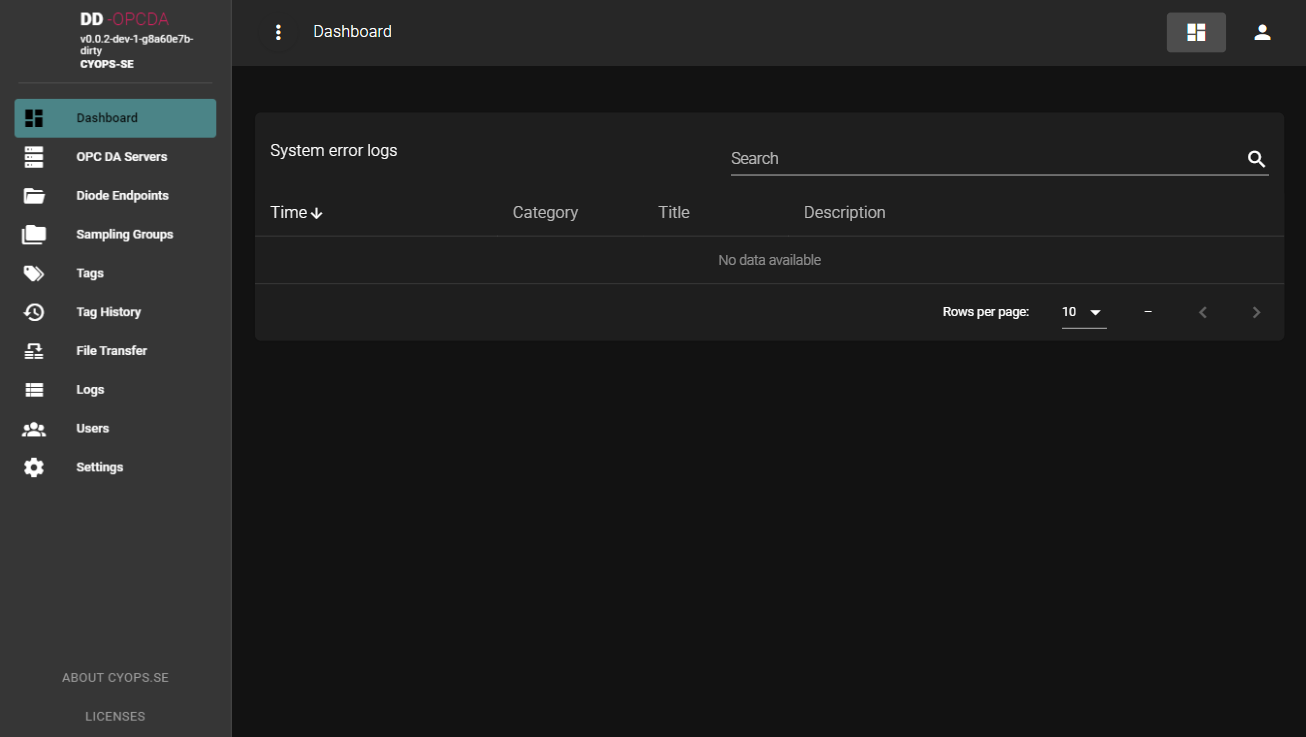 DD -OPCDA
v0.0.2-dev-1-g8a60e7b-
dirty
CYOPS-SE
Dashboard
OPC DA Servers
Diode Endpoints
Sampling Groups
Tags
Tag History
File Transfer
Logs
Users
Settings
ABOUT CYOPS.SE
LICENSES
Dashboard
System error logs
Search
Time Category Title Description
No data available
Rows per page: 10 –